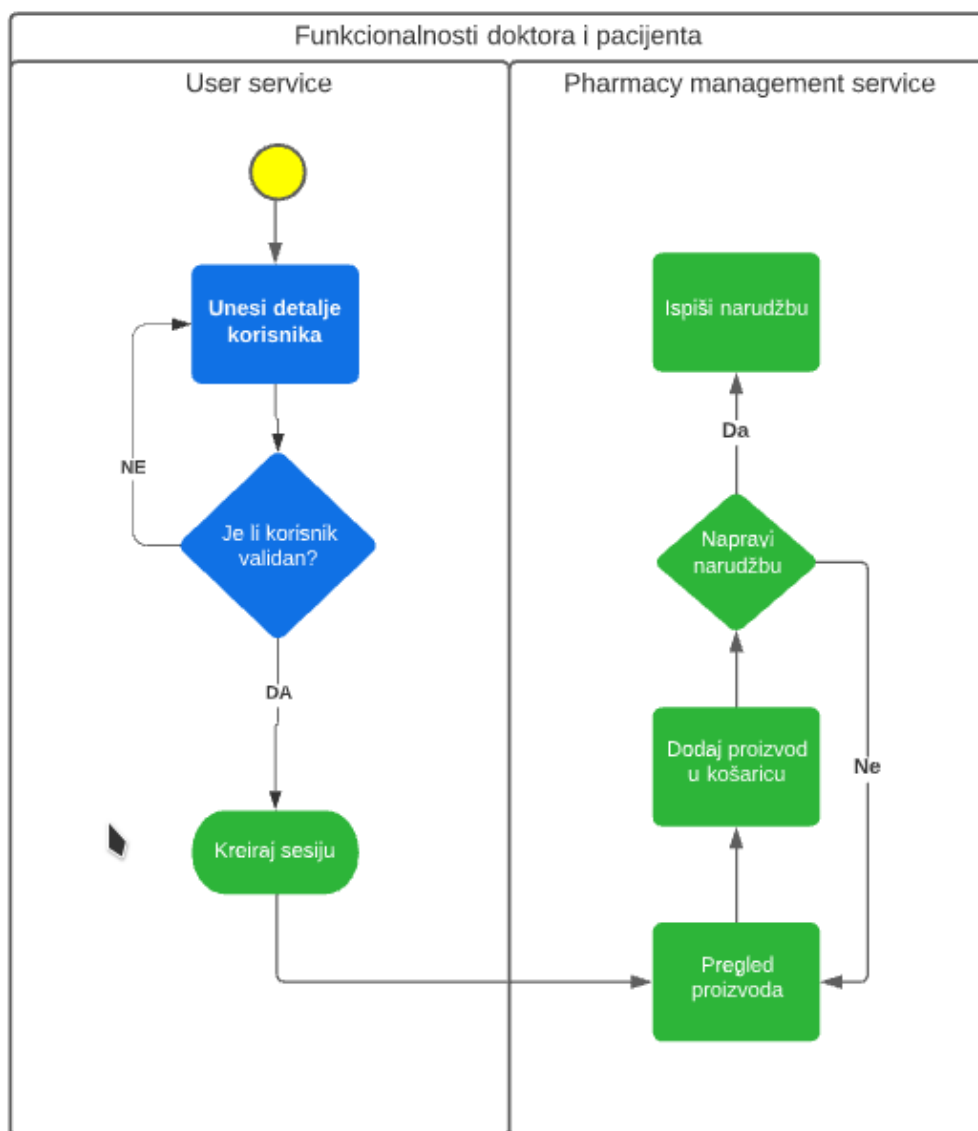 Funkcionalnosti doktora i pacijenta
User service
Pharmacy management service
Unesi detalje
korisnika
NE
Je li korisnik
validan?
DA
Kreiraj sesiju
Ispiši narudžbu
Da
Napravi
narudžbu
Dodaj proizvod
u košaricu
Ne
Pregled
proizvoda